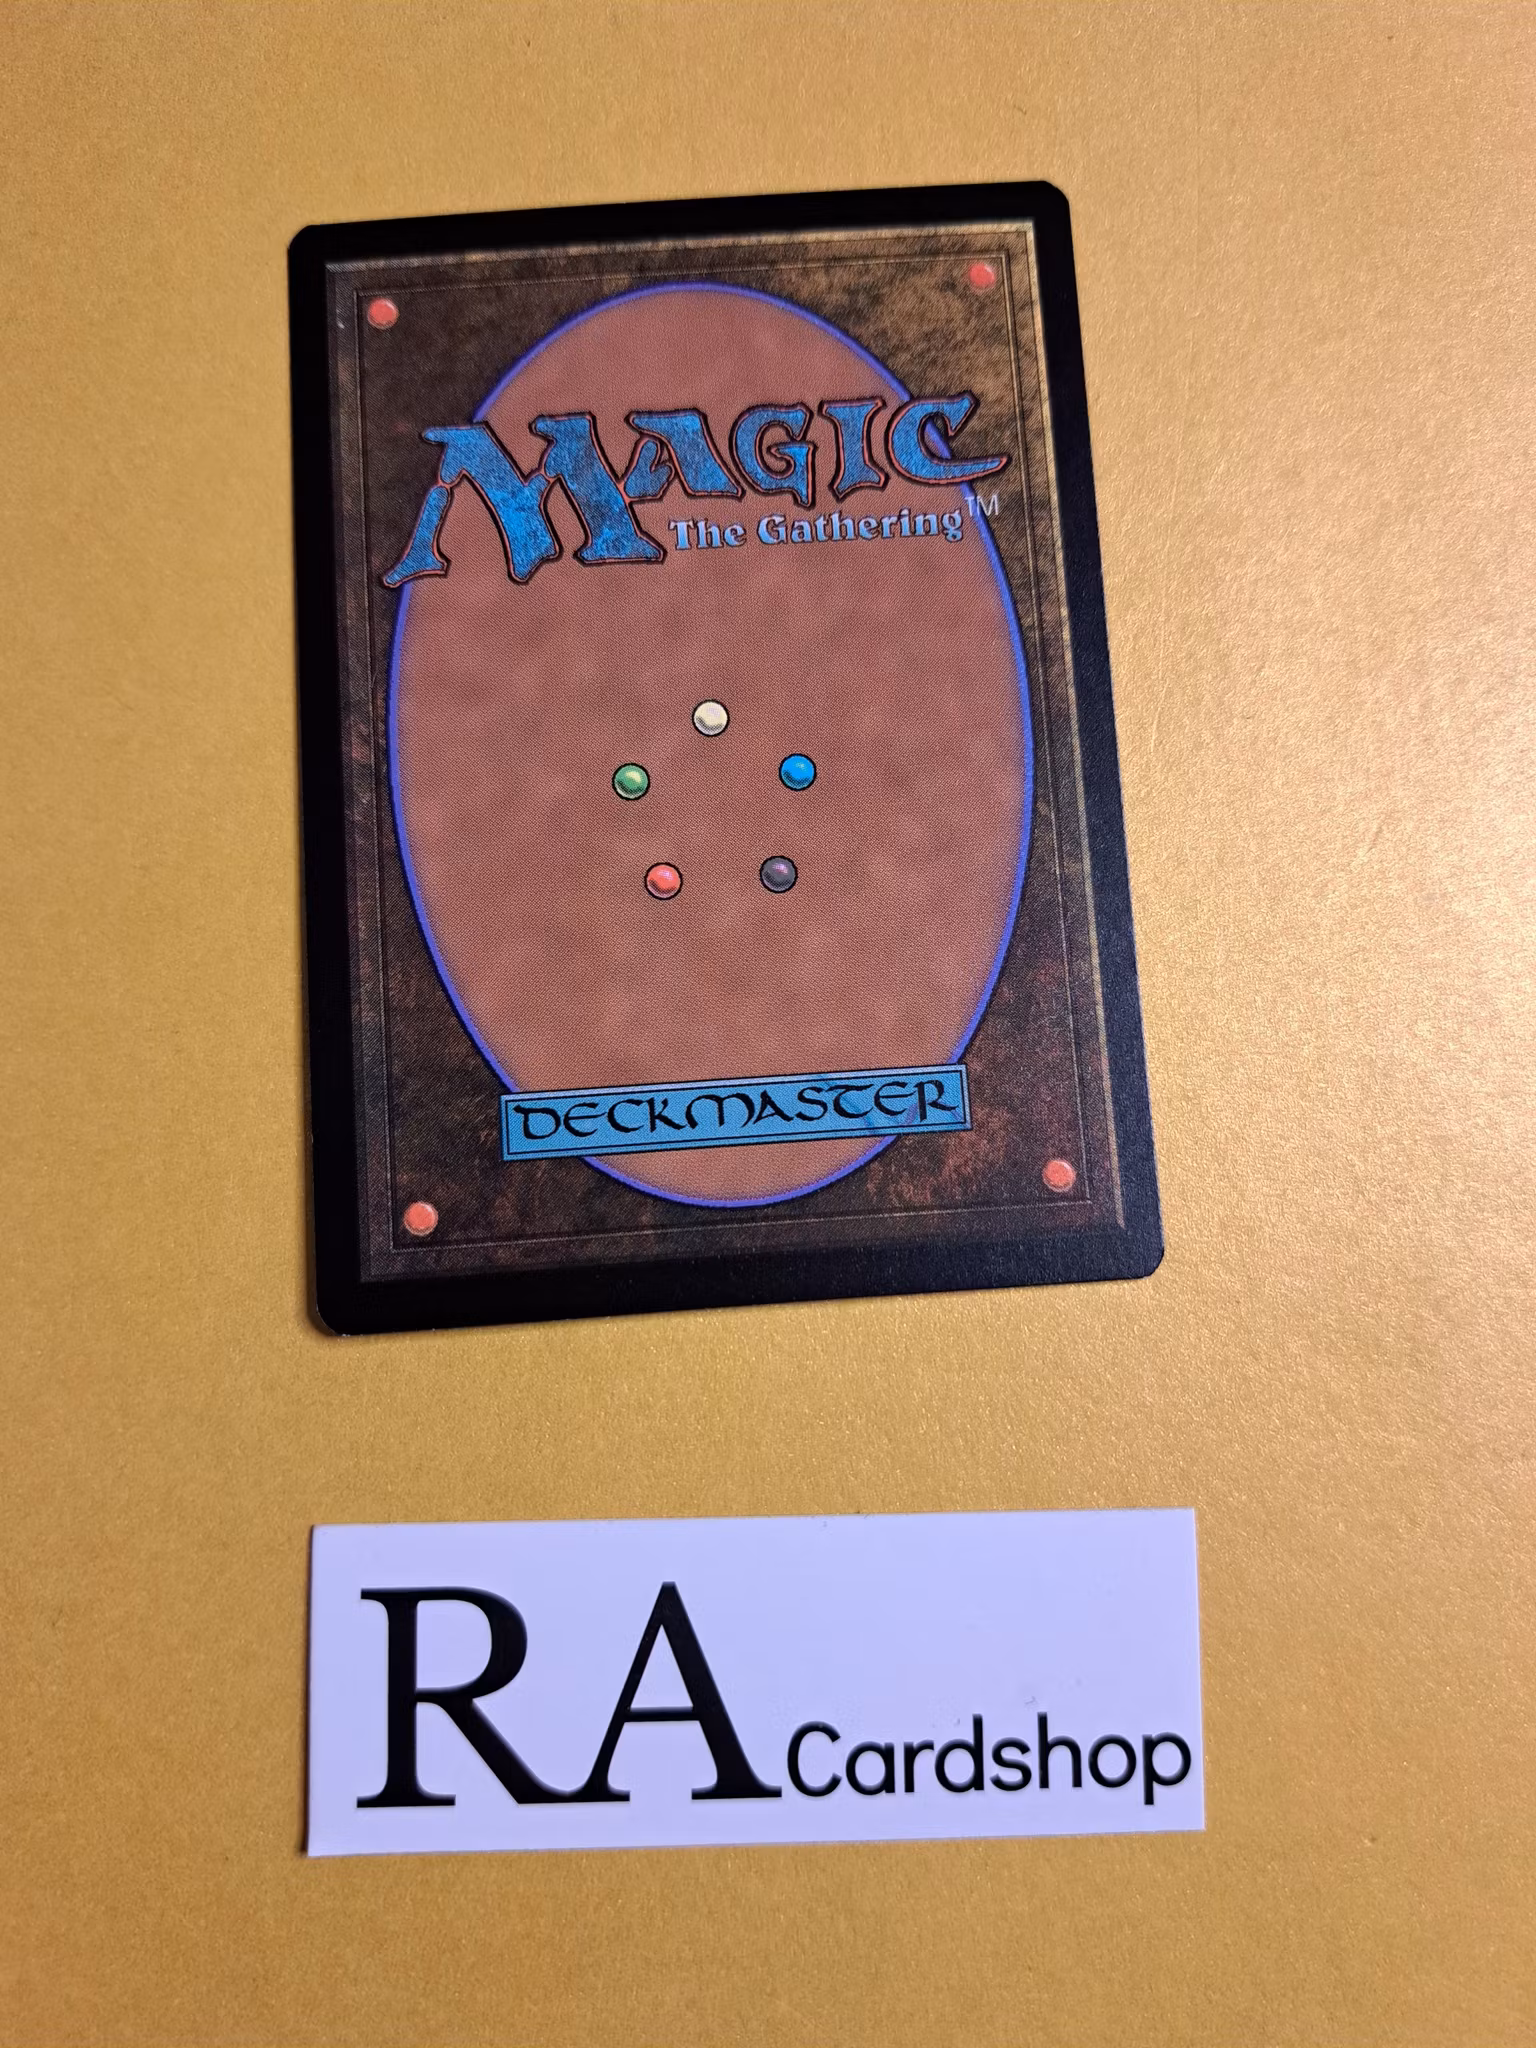 MAGIC
The Gathering™
DECKMASTER
RA Cardshop